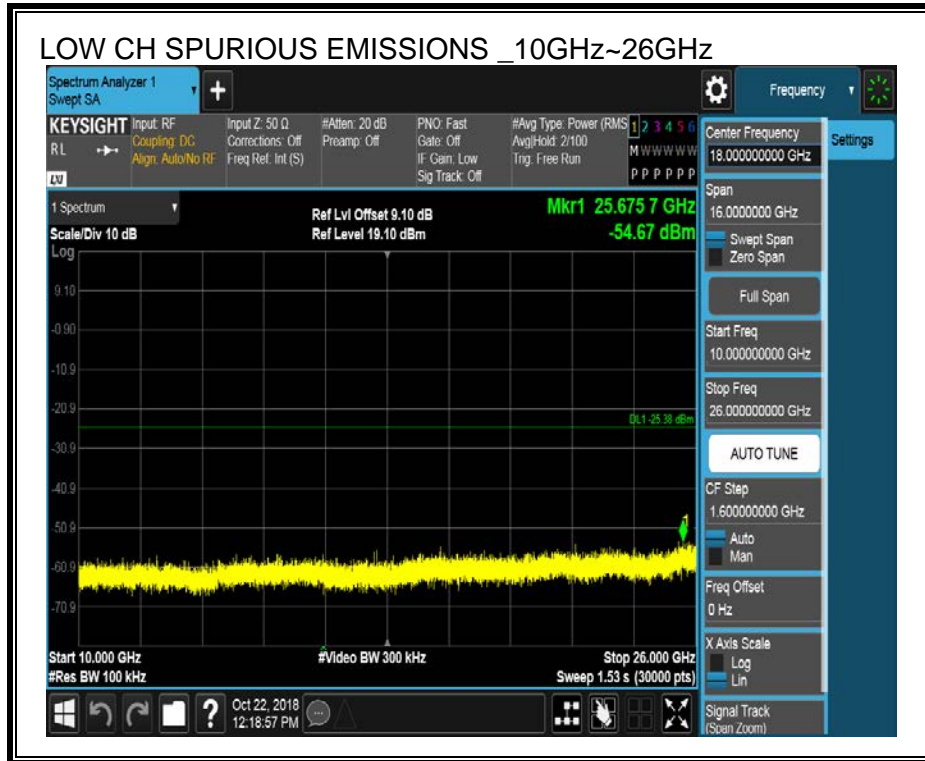 LOW CH SPURIOUS EMISSIONS _10GHz~26GHz
Spectrum Analyzer 1
Swept SA
+
Frequency
KEYSIGHT
RL
LXI
Input: RF
Coupling: DC
Align: Auto/No RF
Input Z: 50 Ω
Corrections: Off
Freq Ref: Int (S)
#Atten: 20 dB
Preamp: Off
PNO: Fast
Gate: Off
IF Gain: Low
Sig Track: Off
#Avg Type: Power (RMS
Avg|Hold: 2/100
Trig: Free Run
1 2 3 4 5 6
M W W W W W
P P P P P P
1 Spectrum
Scale/Div 10 dB
Log
Ref Lvl Offset 9.10 dB
Ref Level 19.10 dBm
Mkr1 25.675 7 GHz
-54.67 dBm
9.10
-0.90
-10.9
-20.9
DL1 -25.38 dBm
-30.9
-40.9
-50.9
1
-60.9
-70.9
Start 10.000 GHz
#Res BW 100 kHz
#Video BW 300 kHz
Stop 26.000 GHz
Sweep 1.53 s (30000 pts)
?
Oct 22, 2018
12:18:57 PM
Center Frequency
18.000000000 GHz
Settings
Span
16.0000000 GHz
Swept Span
Zero Span
Full Span
Start Freq
10.000000000 GHz
Stop Freq
26.000000000 GHz
AUTO TUNE
CF Step
1.600000000 GHz
Auto
Man
Freq Offset
0 Hz
X Axis Scale
Log
Lin
Signal Track
(Span Zoom)